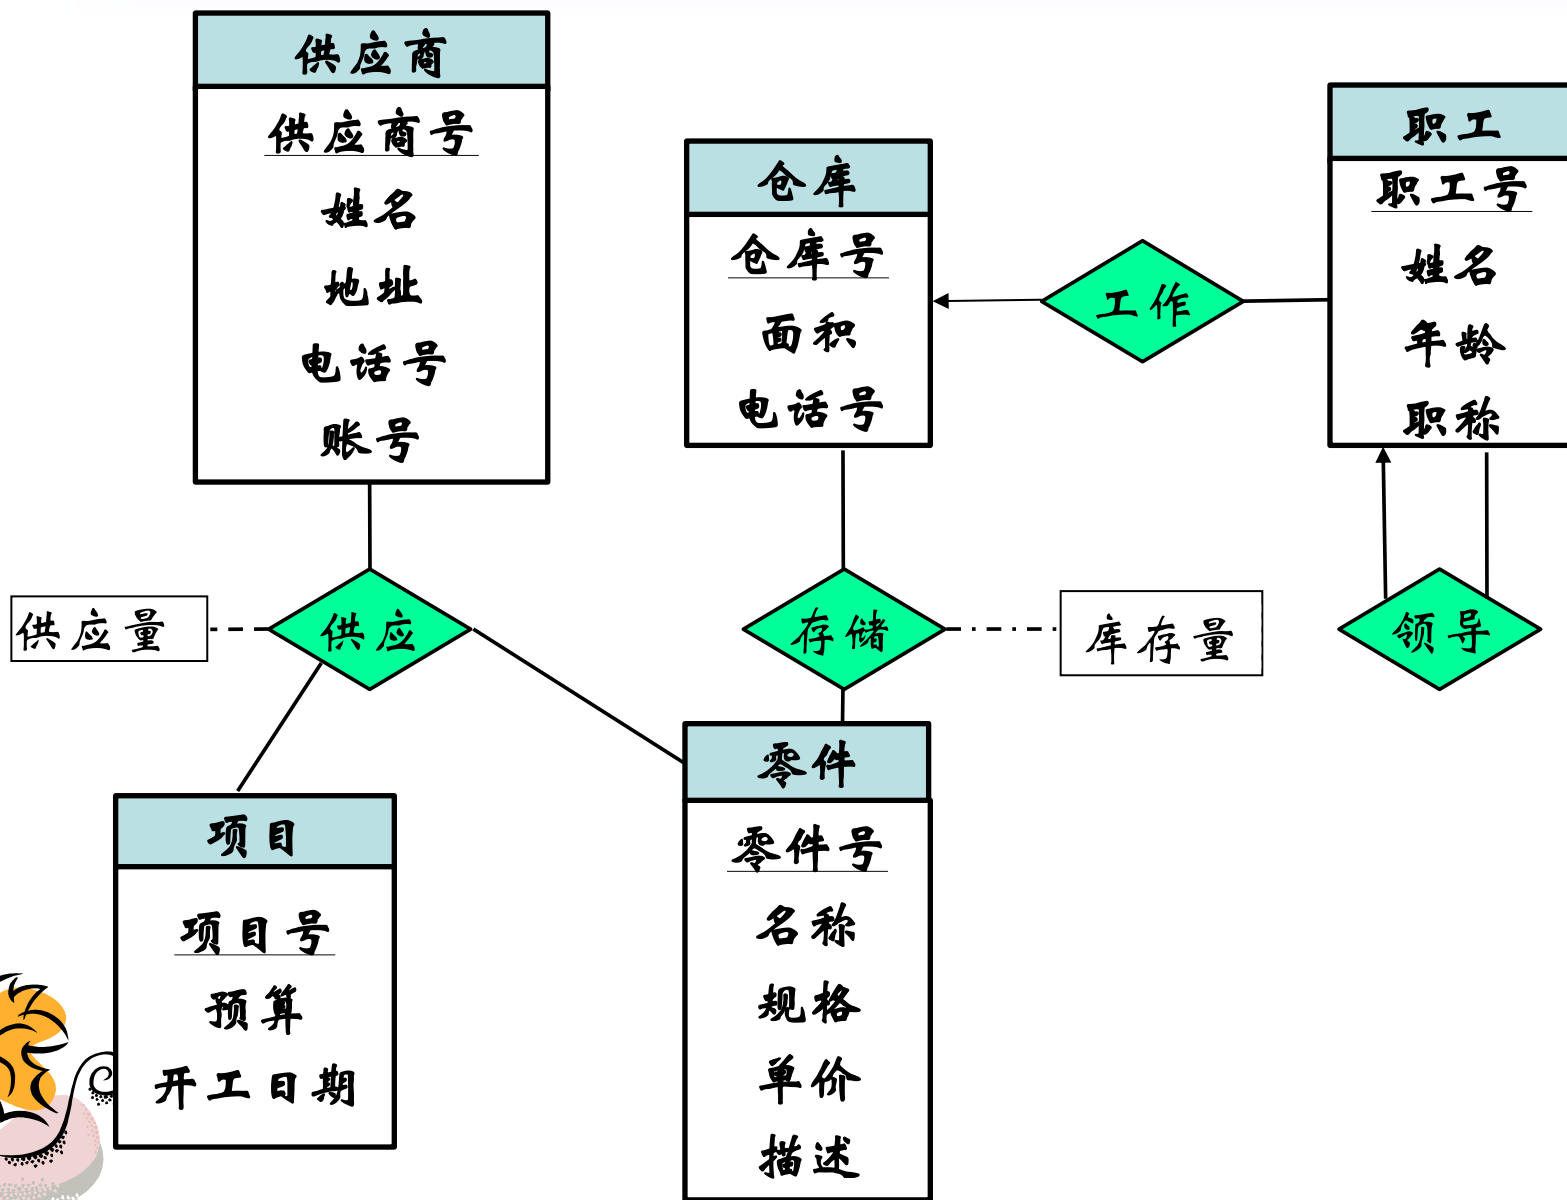 供应商
供应商号
姓名
地址
电话号
账号
仓库
仓库号
面积
电话号
工作
职工
职工号
姓名
年龄
职称
供应量
供应
存储
库存量
领导
项目
项目号
预算
开工日期
零件
零件号
名称
规格
单价
描述